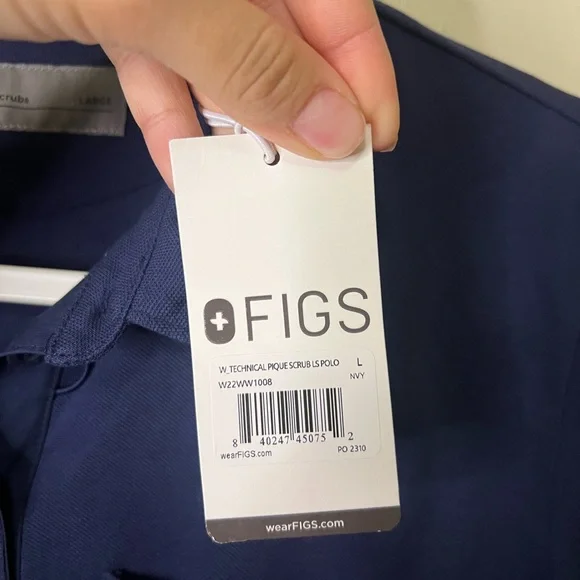 crubs LARGE
FIGS
W_TECHNICAL PIQUE SCRUB LS POLO L
W22WW1008 NVY
8 40247 45075 2
wearFIGS.com PO 2310
wearFIGS.com